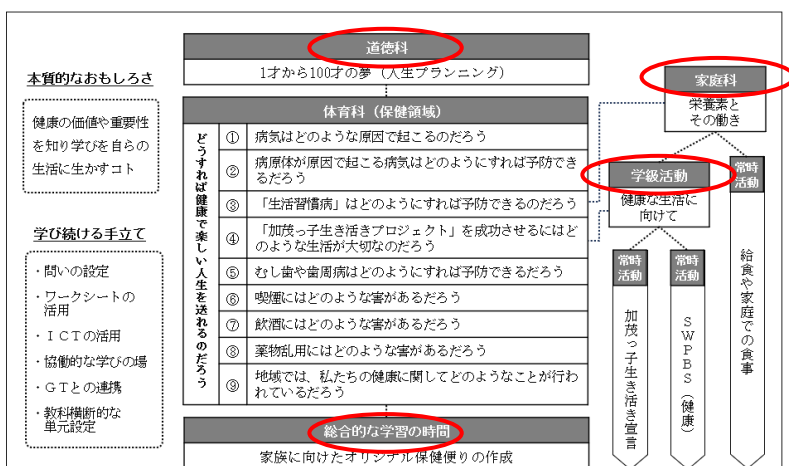 道徳科
1才から100才の夢（人生プランニング）
本質的なおもしろさ
健康の価値や重要性
を知り学びを自らの
生活に生かすコト
学び続ける手立て
・問いの設定
・ワークシートの
活用
・ＩＣＴの活用
・協働的な学びの場
・ＧＴとの連携
・教科横断的な
単元設定
体育科（保健領域）
どうすれば健康で楽しい人生を送れるのだろう
① 病気はどのような原因で起こるのだろう
② 病原体が原因で起こる病気はどのようにすれば予防でき
るだろう
③ 「生活習慣病」はどのようにすれば予防できるのだろう
④ 「加茂っ子生き活きプロジェクト」を成功させるにはど
のような生活が大切なのだろう
⑤ むし歯や歯周病はどのようにすれば予防できるだろう
⑥ 喫煙にはどのような害があるだろう
⑦ 飲酒にはどのような害があるだろう
⑧ 薬物乱用にはどのような害があるだろう
⑨ 地域では、私たちの健康に関してどのようなことが行わ
れているだろう
総合的な学習の時間
家族に向けたオリジナル保健便りの作成
家庭科
栄養素と
その働き
学級活動
健康な生活に
向けて
常時
活動
給食や家庭での食事
常時
活動
加茂っ子生き活き宣言
常時
活動
ＳＷＰＢＳ（健康）